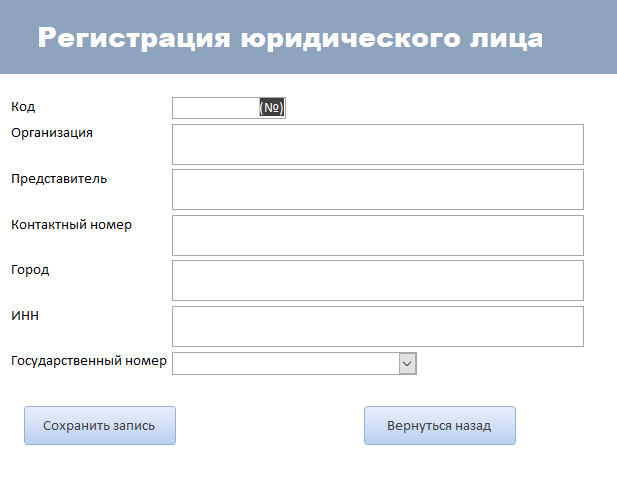 Регистрация юридического лица
Код (№)
Организация
Представитель
Контактный номер
Город
ИНН
Государственный номер
Сохранить запись Вернуться назад